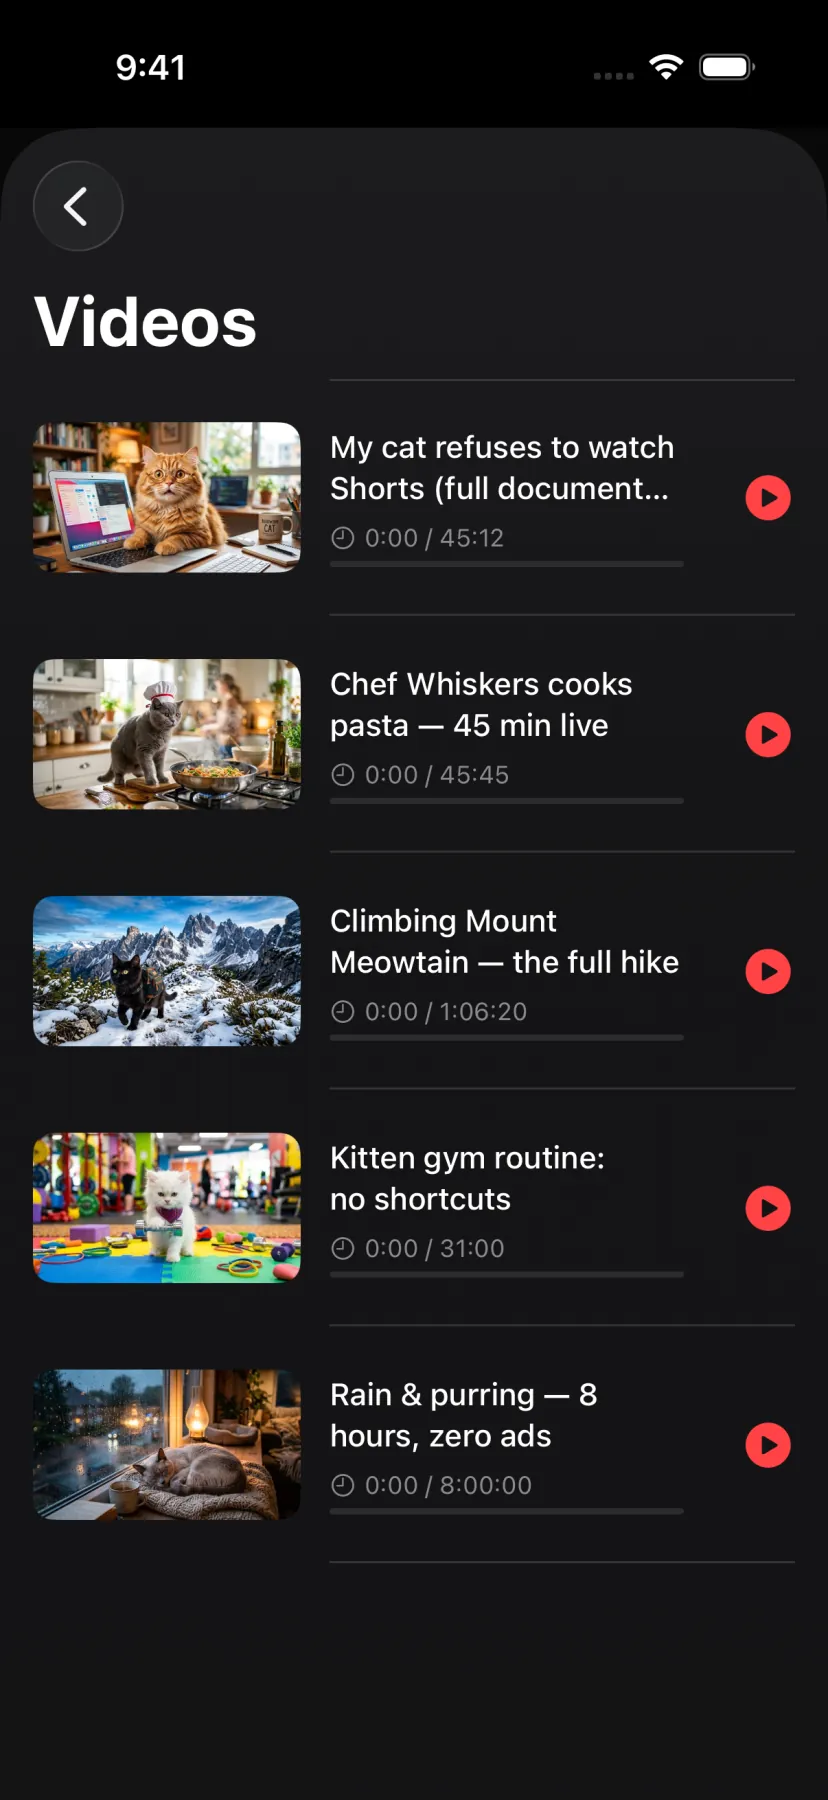 9:41
Videos
My cat refuses to watch
Shorts (full document...
0:00 / 45:12
Chef Whiskers cooks
pasta — 45 min live
0:00 / 45:45
Climbing Mount
Meowtain — the full hike
0:00 / 1:06:20
Kitten gym routine:
no shortcuts
0:00 / 31:00
Rain & purring — 8
hours, zero ads
0:00 / 8:00:00